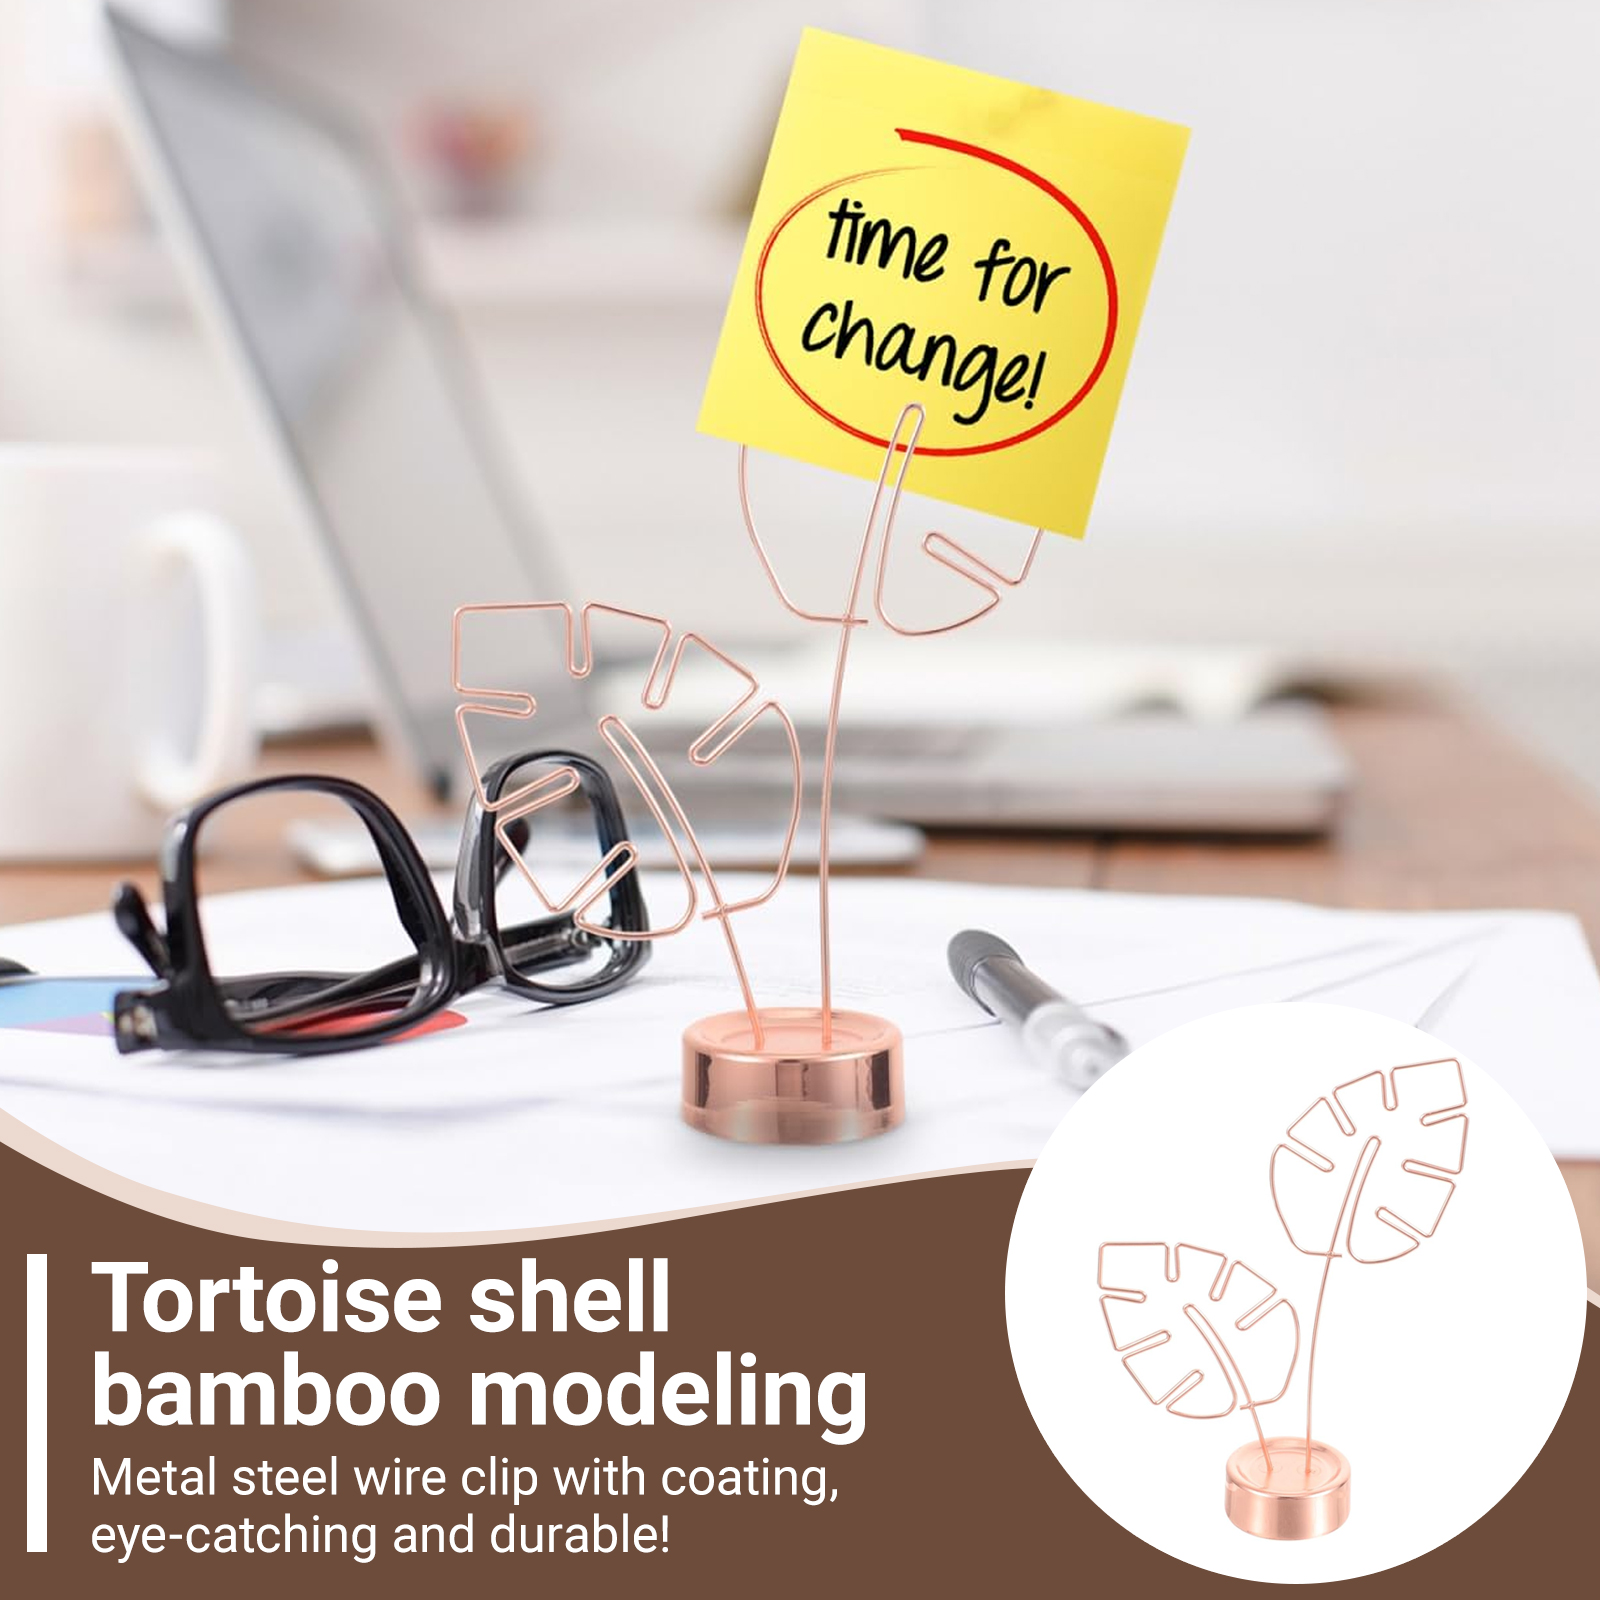 time for
change!
Tortoise shell
bamboo modeling
Metal steel wire clip with coating,
eye-catching and durable!